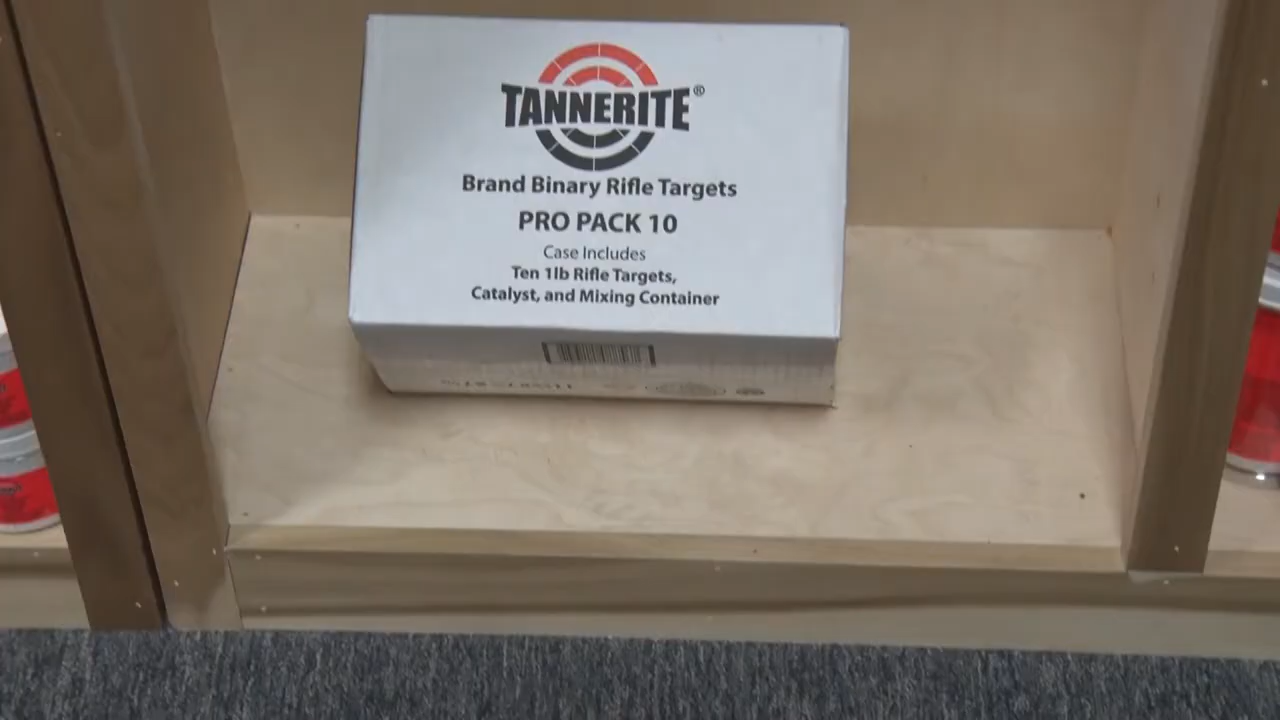 TANNERITE®
Brand Binary Rifle Targets
PRO PACK 10
Case Includes
Ten 1lb Rifle Targets,
Catalyst, and Mixing Container